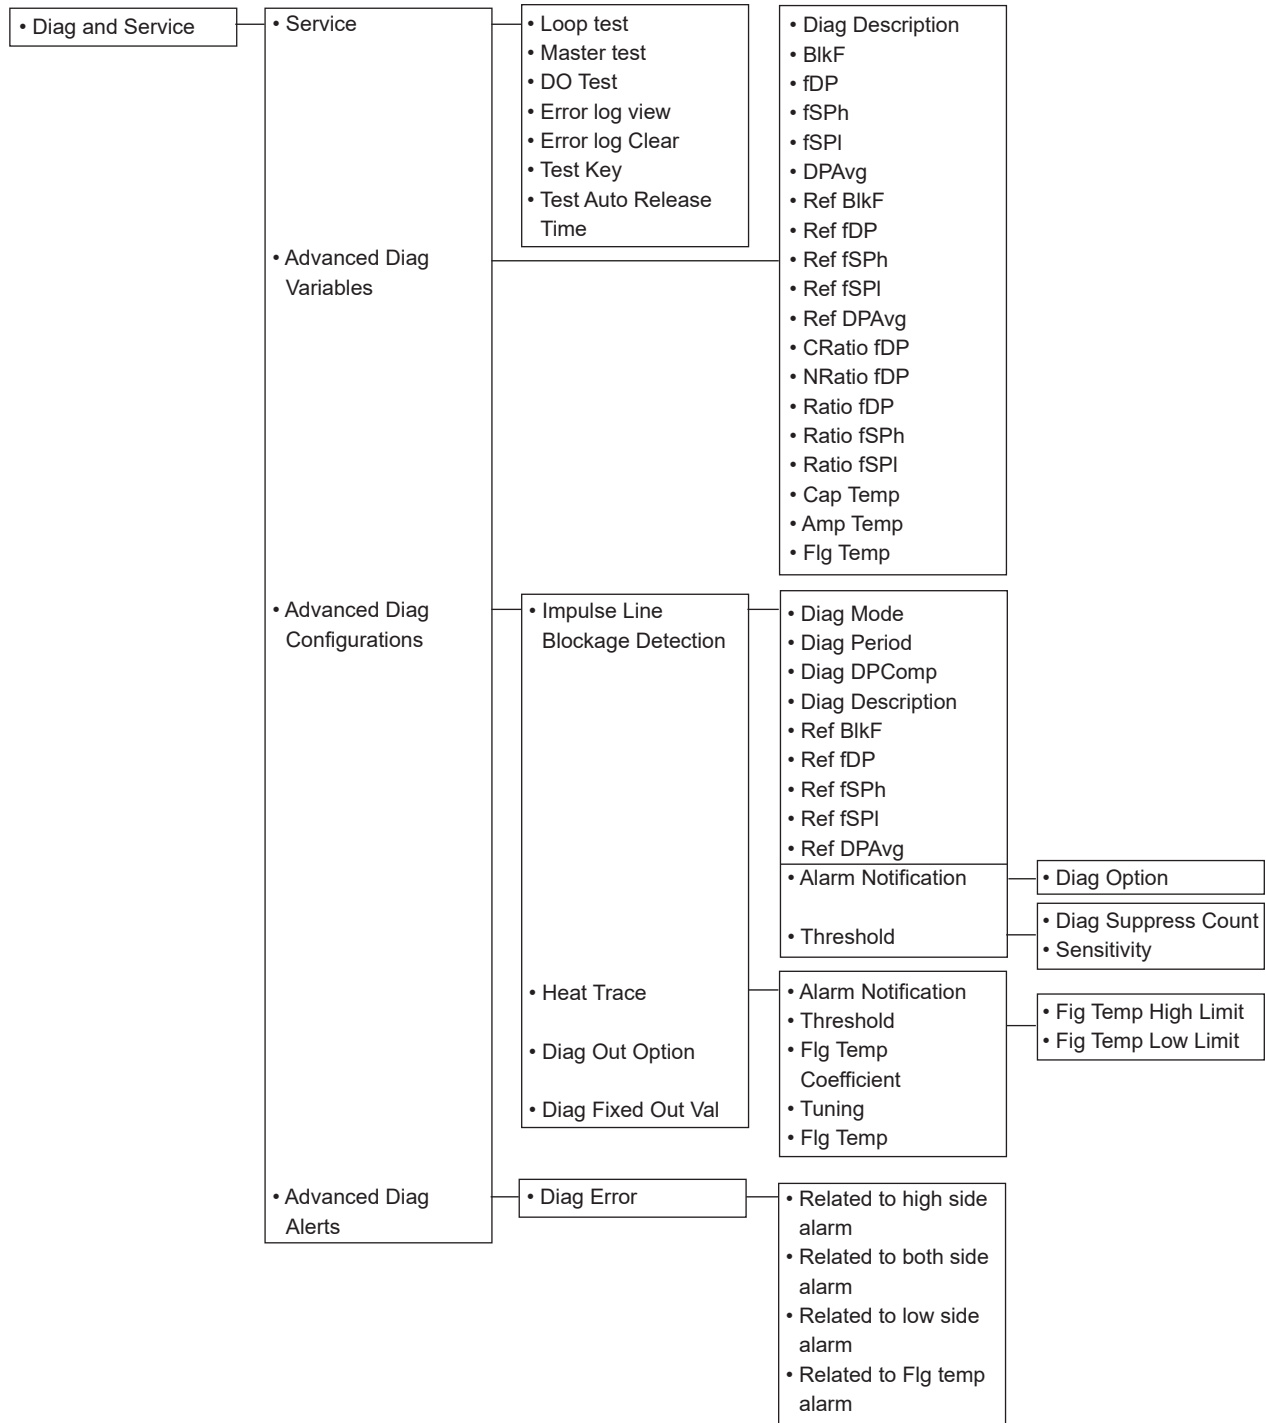 • Diag and Service
• Service
• Advanced Diag
Variables
• Advanced Diag
Configurations
• Advanced Diag
Alerts
• Loop test
• Master test
• DO Test
• Error log view
• Error log Clear
• Test Key
• Test Auto Release
Time
• Diag Description
• BlkF
• fDP
• fSPh
• fSPl
• DPAvg
• Ref BlkF
• Ref fDP
• Ref fSPh
• Ref fSPl
• Ref DPAvg
• CRatio fDP
• NRatio fDP
• Ratio fDP
• Ratio fSPh
• Ratio fSPl
• Cap Temp
• Amp Temp
• Flg Temp
• Impulse Line
Blockage Detection
• Heat Trace
• Diag Out Option
• Diag Fixed Out Val
• Diag Mode
• Diag Period
• Diag DPComp
• Diag Description
• Ref BlkF
• Ref fDP
• Ref fSPh
• Ref fSPl
• Ref DPAvg
• Alarm Notification
• Threshold
• Diag Option
• Diag Suppress Count
• Sensitivity
• Alarm Notification
• Threshold
• Flg Temp
Coefficient
• Tuning
• Flg Temp
• Fig Temp High Limit
• Fig Temp Low Limit
• Diag Error
• Related to high side
alarm
• Related to both side
alarm
• Related to low side
alarm
• Related to Flg temp
alarm